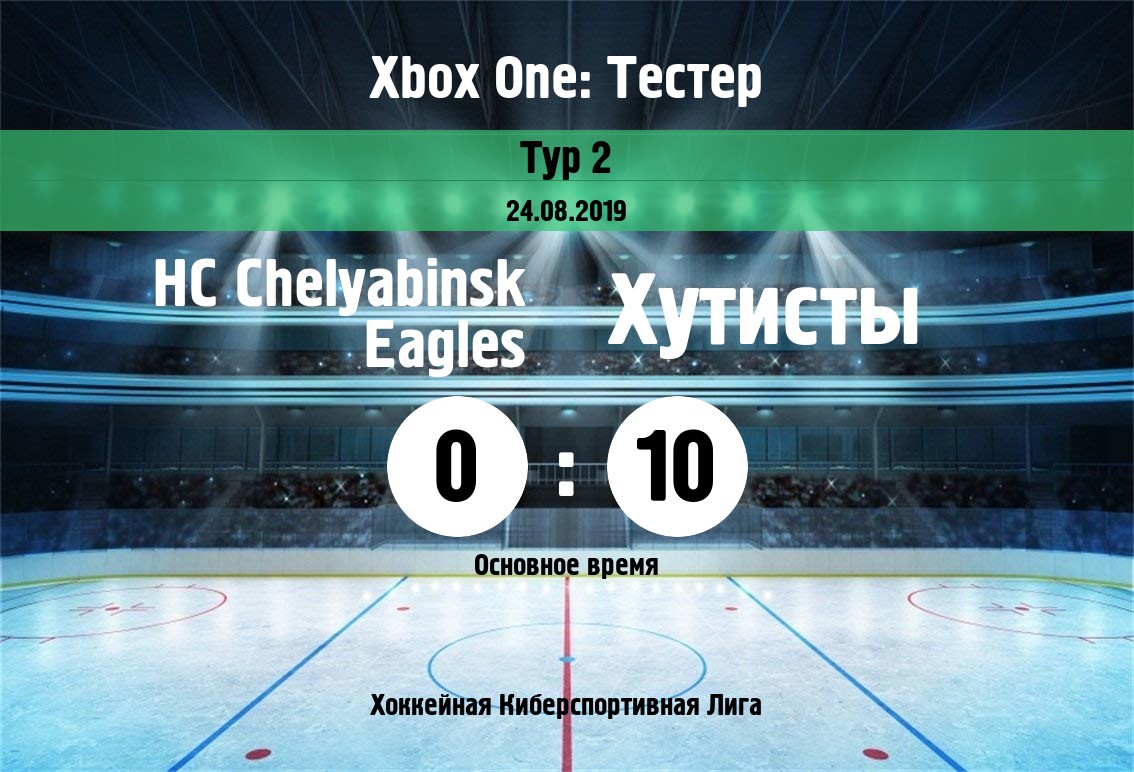 Xbox One: Тестер
Тур 2
24.08.2019
HC Chelyabinsk
Eagles
Хутисты
0 : 10
Основное время
Хоккейная Киберспортивная Лига